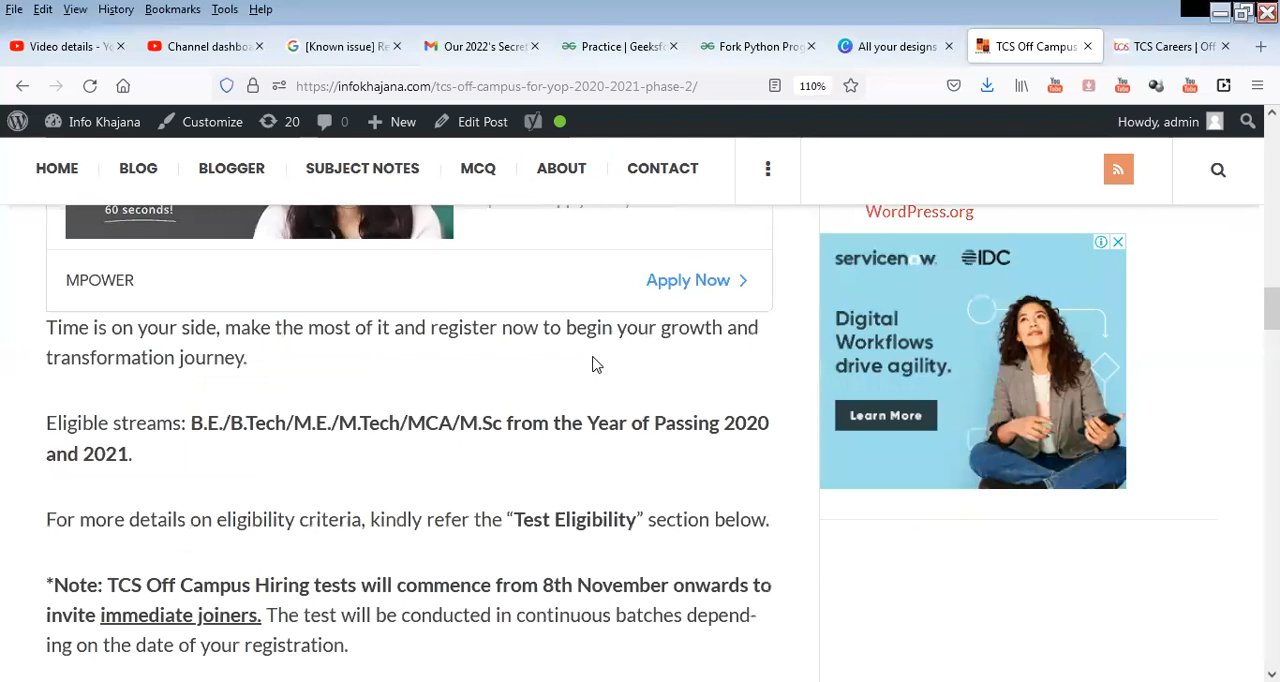 File Edit View History Bookmarks Tools Help
Video details - Yo
Channel dashboa
[Known issue] Re
Our 2022's Secret
Practice | Geeksfo
Fork Python Prog
All your designs
TCS Off Campus
TCS Careers | Off
https://infokhajana.com/tcs-off-campus-for-yop-2020-2021-phase-2/
110%
Info Khajana Customize 20 0 New Edit Post Howdy, admin
HOME BLOG BLOGGER SUBJECT NOTES MCQ ABOUT CONTACT
60 seconds!
WordPress.org
MPOWER Apply Now
servicenow IDC
Digital
Workflows
drive agility.
Learn More
Time is on your side, make the most of it and register now to begin your growth and
transformation journey.
Eligible streams: B.E./B.Tech/M.E./M.Tech/MCA/M.Sc from the Year of Passing 2020
and 2021.
For more details on eligibility criteria, kindly refer the “Test Eligibility” section below.
*Note: TCS Off Campus Hiring tests will commence from 8th November onwards to
invite immediate joiners. The test will be conducted in continuous batches depend-
ing on the date of your registration.